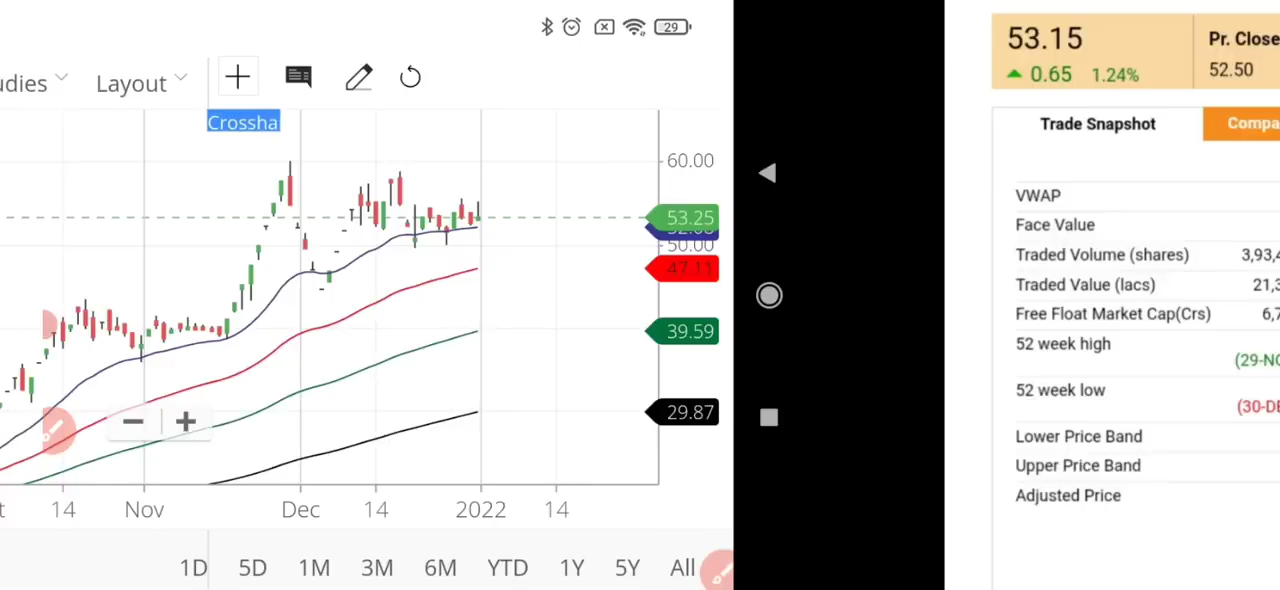 29
udies
Layout
Crossha
60.00
53.25
50.00
47.11
39.59
29.87
14
Nov
Dec
14
2022
14
1D
5D
1M
3M
6M
YTD
1Y
5Y
All
53.15
0.65 1.24%
Pr. Close
52.50
Trade Snapshot
Compa
VWAP
Face Value
Traded Volume (shares) 3,93,4
Traded Value (lacs) 21,3
Free Float Market Cap(Crs) 6,7
52 week high
(29-NO
52 week low
(30-DE
Lower Price Band
Upper Price Band
Adjusted Price